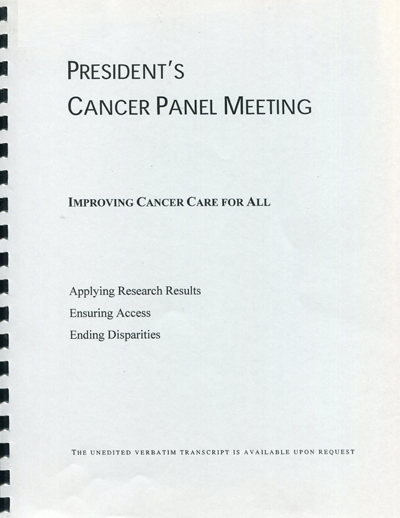 PRESIDENT'S
CANCER PANEL MEETING
IMPROVING CANCER CARE FOR ALL
Applying Research Results
Ensuring Access
Ending Disparities
THE UNEDITED VERBATIM TRANSCRIPT IS AVAILABLE UPON REQUEST